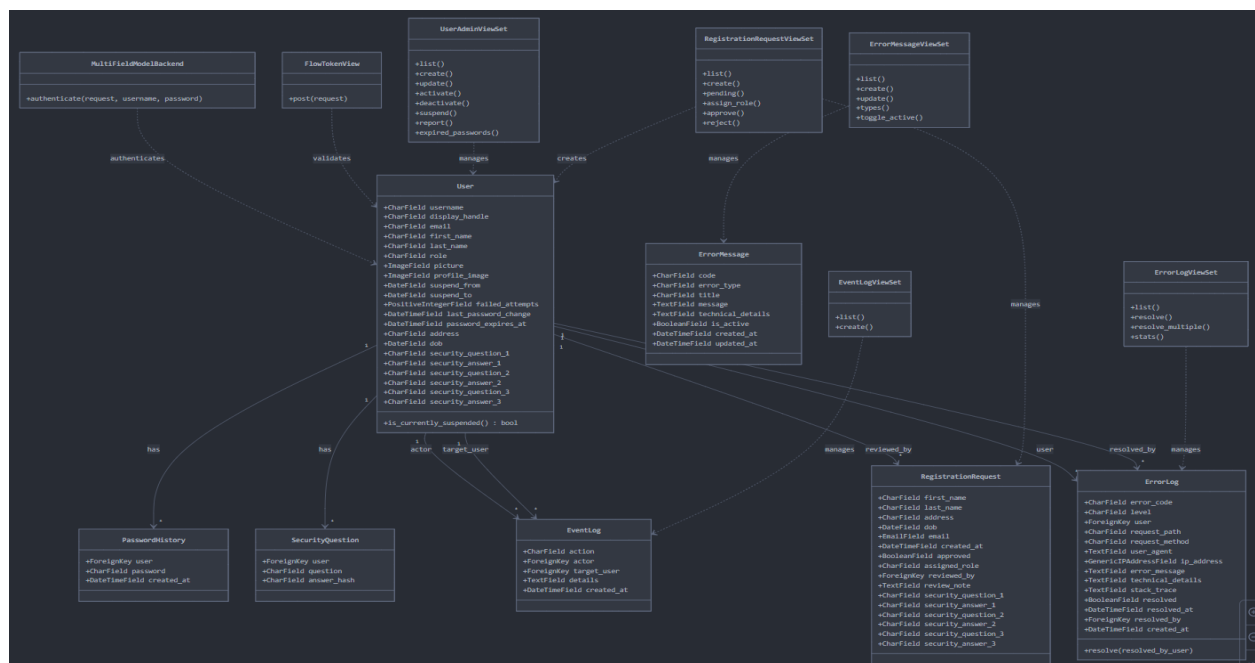 UserAdminViewSet
+list()
+create()
+update()
+activate()
+deactivate()
+suspend()
+report()
+expired_passwords()
RegistrationRequestViewSet
+list()
+create()
+pending()
+assign_role()
+approve()
+reject()
ErrorMessageViewSet
+list()
+create()
+update()
+types()
+toggle_active()
MultiFieldModelBackend
+authenticate(request, username, password)
FlowTokenView
+post(request)
authenticates
validates
manages
creates
manages
User
+CharField username
+CharField display_handle
+CharField email
+CharField first_name
+CharField last_name
+CharField role
+ImageField picture
+ImageField profile_image
+DateField suspend_from
+DateField suspend_to
+PositiveIntegerField failed_attempts
+DateTimeField last_password_change
+DateTimeField password_expires_at
+CharField address
+DateField dob
+CharField security_question_1
+CharField security_answer_1
+CharField security_question_2
+CharField security_answer_2
+CharField security_question_3
+CharField security_answer_3
+is_currently_suspended() : bool
ErrorMessage
+CharField code
+CharField error_type
+CharField title
+TextField message
+TextField technical_details
+BooleanField is_active
+DateTimeField created_at
+DateTimeField updated_at
EventLogViewSet
+list()
+create()
manages
ErrorLogViewSet
+list()
+resolve()
+resolve_multiple()
+stats()
1
1
1
1
has
has
1
actor
1
target_user
manages
reviewed_by
user
resolved_by
manages
*
*
*
*
*
*
*
PasswordHistory
+ForeignKey user
+CharField password
+DateTimeField created_at
SecurityQuestion
+ForeignKey user
+CharField question
+CharField answer_hash
EventLog
+CharField action
+ForeignKey actor
+ForeignKey target_user
+TextField details
+DateTimeField created_at
RegistrationRequest
+CharField first_name
+CharField last_name
+CharField address
+DateField dob
+EmailField email
+DateTimeField created_at
+BooleanField approved
+CharField assigned_role
+ForeignKey reviewed_by
+TextField review_note
+CharField security_question_1
+CharField security_answer_1
+CharField security_question_2
+CharField security_answer_2
+CharField security_question_3
+CharField security_answer_3
ErrorLog
+CharField error_code
+CharField level
+ForeignKey user
+CharField request_path
+CharField request_method
+TextField user_agent
+GenericIPAddressField ip_address
+TextField error_message
+TextField technical_details
+TextField stack_trace
+BooleanField resolved
+DateTimeField resolved_at
+ForeignKey resolved_by
+DateTimeField created_at
+resolve(resolved_by_user)